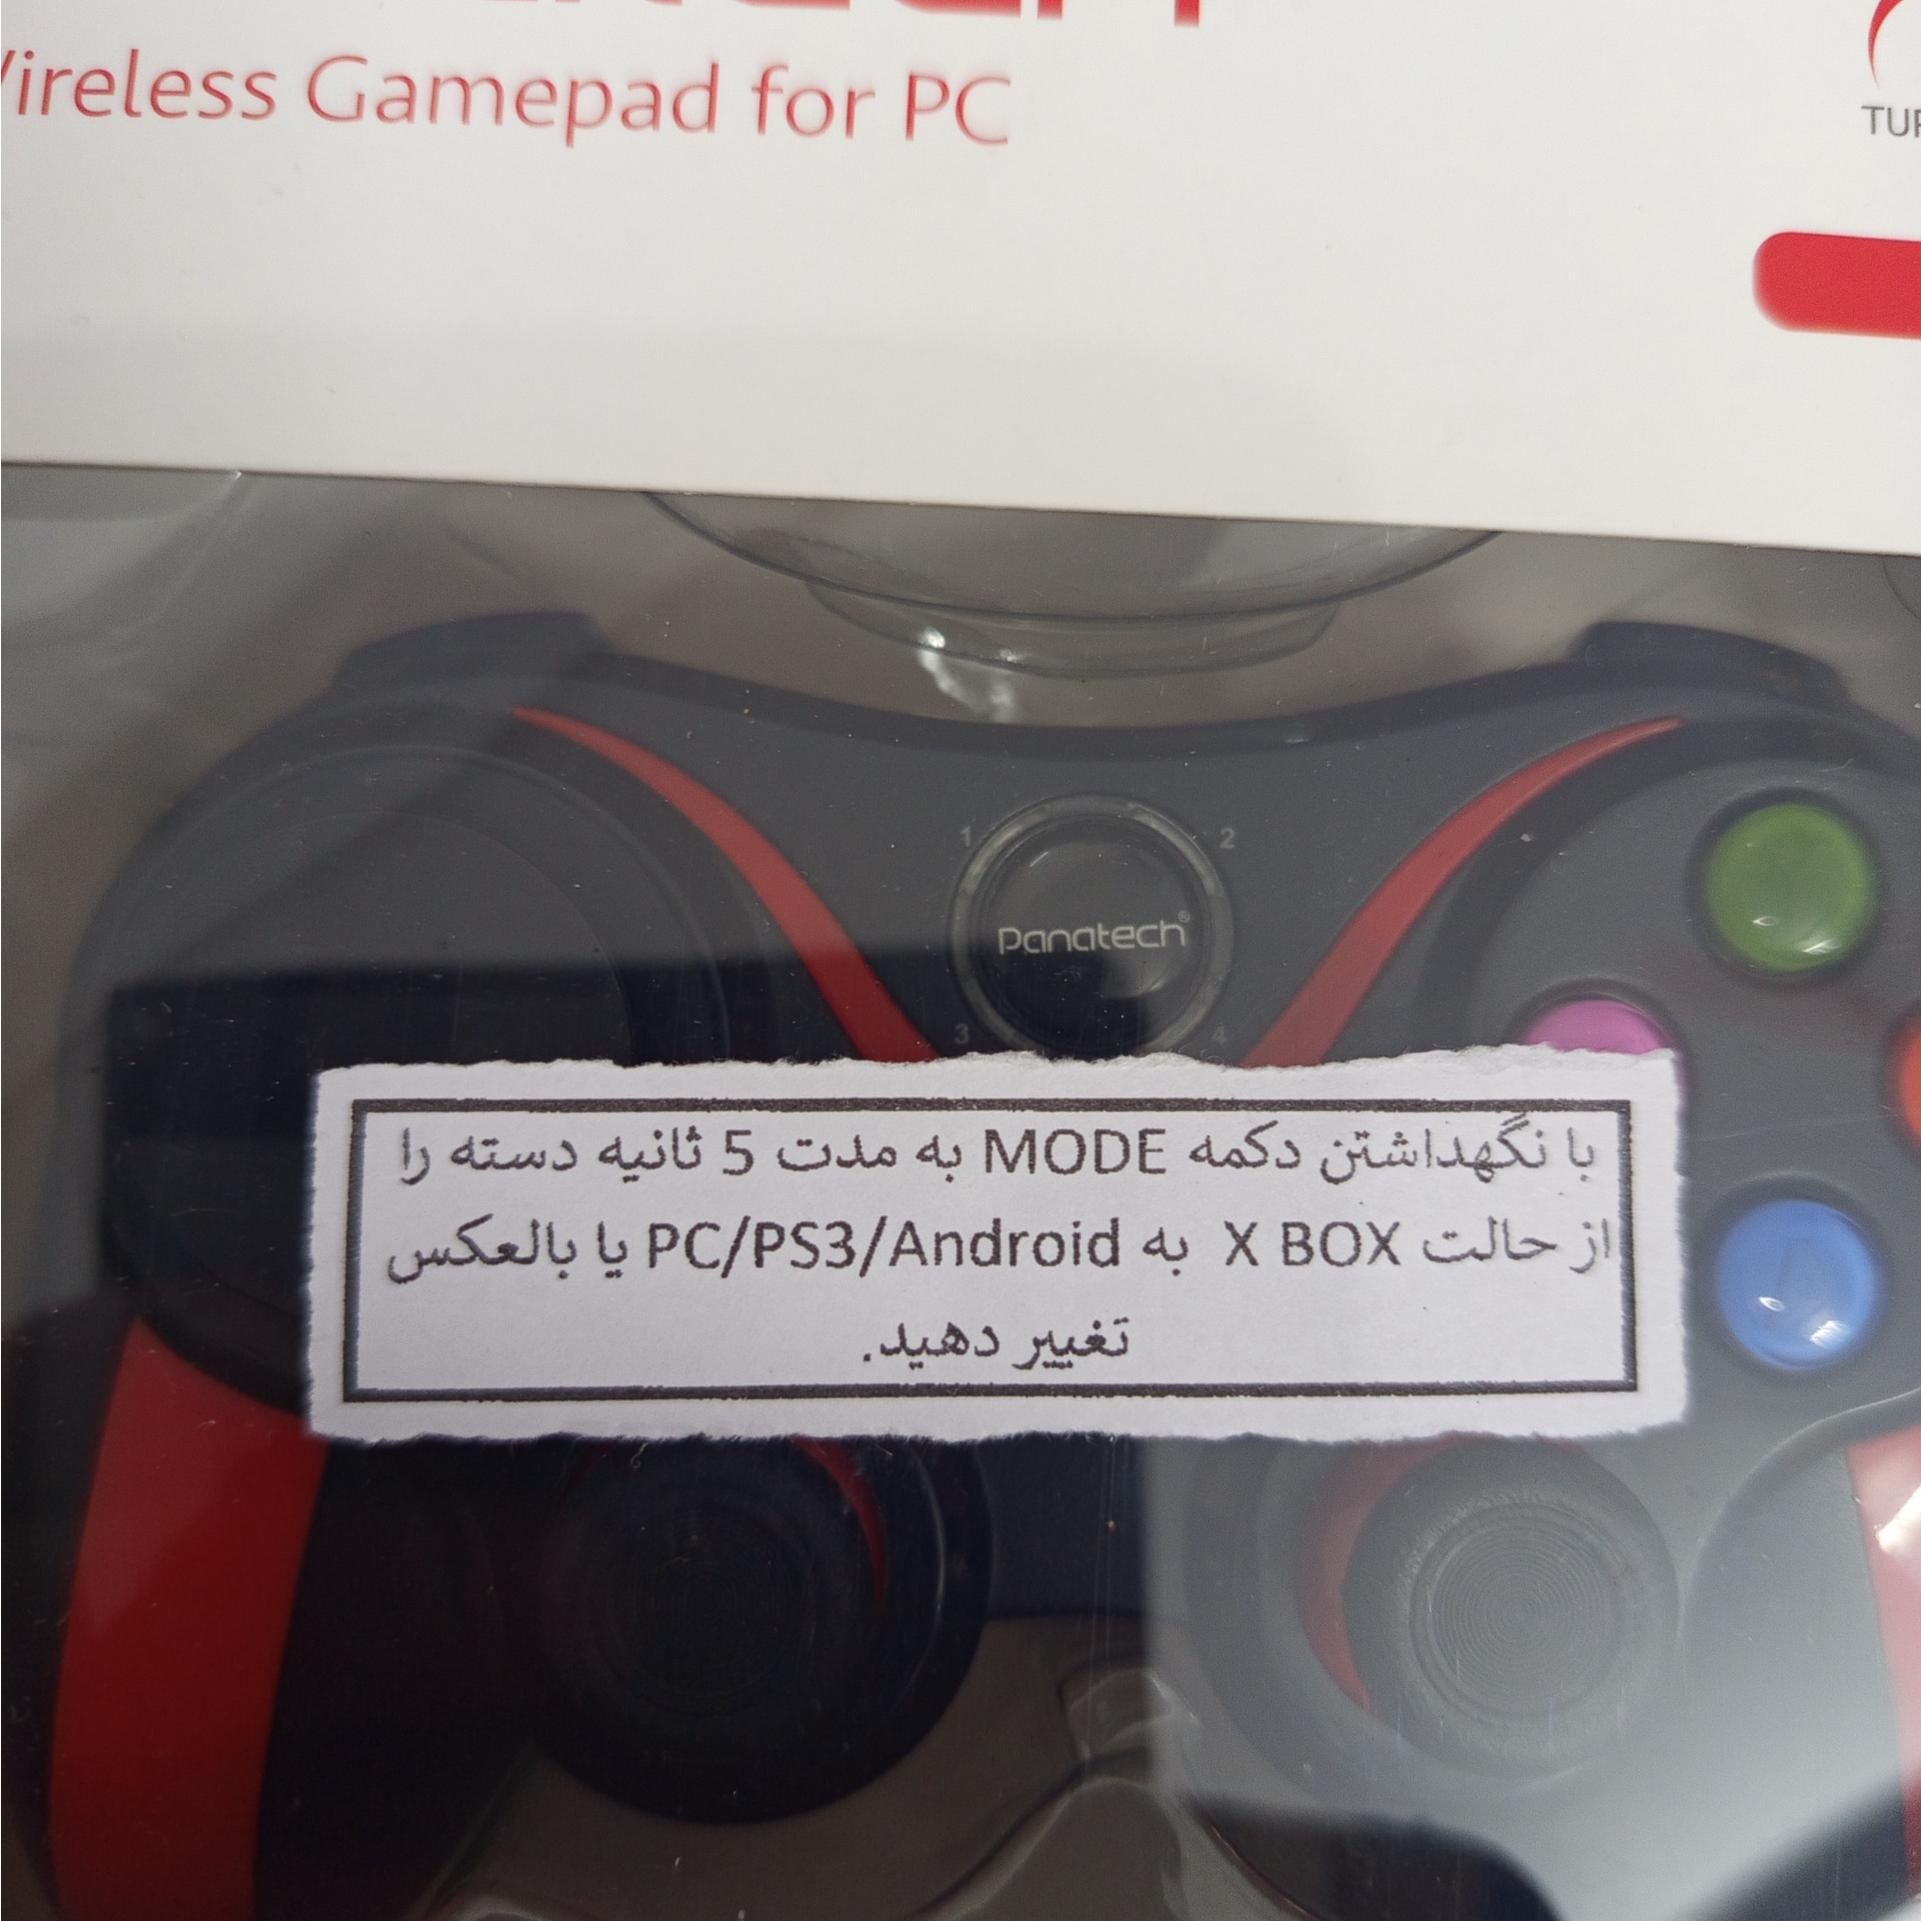 Wireless Gamepad for PC
1 2
Panatech®
3 4
با نگهداشتن دکمه MODE به مدت 5 ثانیه دسته را
از حالت X BOX به PC/PS3/Android یا بالعکس
تغییر دهید.